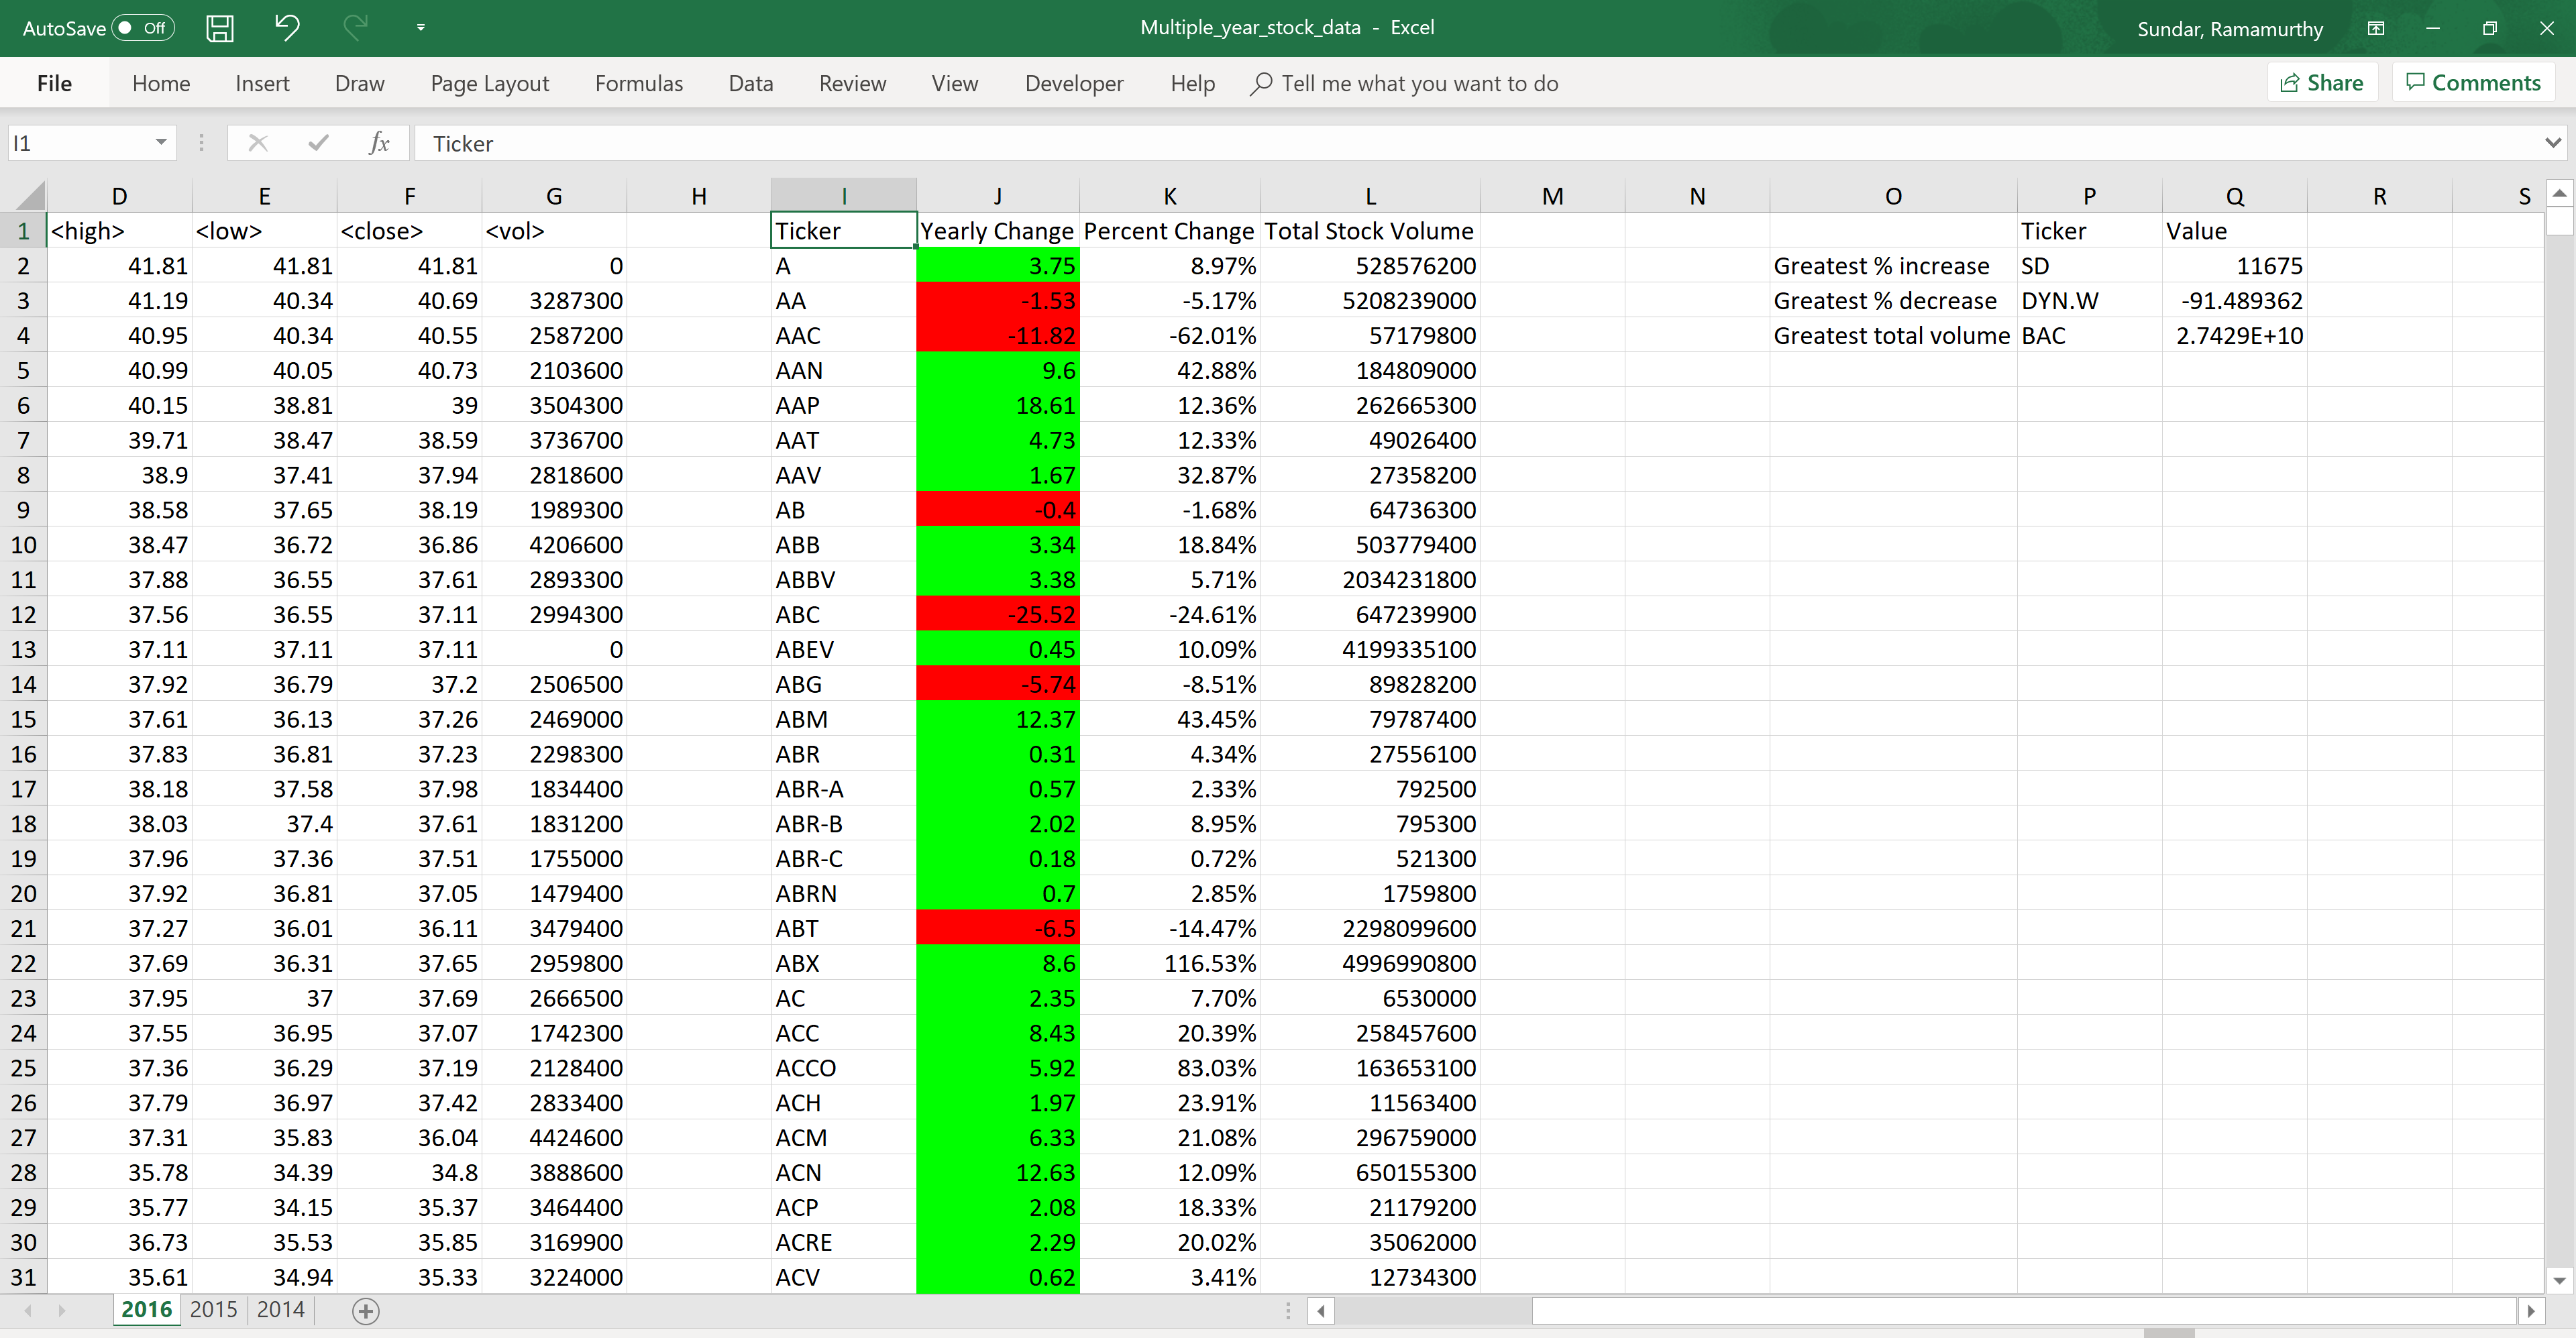 AutoSave Off Multiple_year_stock_data - Excel Sundar, Ramamurthy
File Home Insert Draw Page Layout Formulas Data Review View Developer Help Tell me what you want to do Share Comments
I1 fx Ticker
D E F G H I J K L M N O P Q R S
1 <high> <low> <close> <vol> Ticker Yearly Change Percent Change Total Stock Volume Ticker Value
2 41.81 41.81 41.81 0 A 3.75 8.97% 528576200 Greatest % increase SD 11675
3 41.19 40.34 40.69 3287300 AA -1.53 -5.17% 5208239000 Greatest % decrease DYN.W -91.489362
4 40.95 40.34 40.55 2587200 AAC -11.82 -62.01% 57179800 Greatest total volume BAC 2.7429E+10
5 40.99 40.05 40.73 2103600 AAN 9.6 42.88% 184809000
6 40.15 38.81 39 3504300 AAP 18.61 12.36% 262665300
7 39.71 38.47 38.59 3736700 AAT 4.73 12.33% 49026400
8 38.9 37.41 37.94 2818600 AAV 1.67 32.87% 27358200
9 38.58 37.65 38.19 1989300 AB -0.4 -1.68% 64736300
10 38.47 36.72 36.86 4206600 ABB 3.34 18.84% 503779400
11 37.88 36.55 37.61 2893300 ABBV 3.38 5.71% 2034231800
12 37.56 36.55 37.11 2994300 ABC -25.52 -24.61% 647239900
13 37.11 37.11 37.11 0 ABEV 0.45 10.09% 4199335100
14 37.92 36.79 37.2 2506500 ABG -5.74 -8.51% 89828200
15 37.61 36.13 37.26 2469000 ABM 12.37 43.45% 79787400
16 37.83 36.81 37.23 2298300 ABR 0.31 4.34% 27556100
17 38.18 37.58 37.98 1834400 ABR-A 0.57 2.33% 792500
18 38.03 37.4 37.61 1831200 ABR-B 2.02 8.95% 795300
19 37.96 37.36 37.51 1755000 ABR-C 0.18 0.72% 521300
20 37.92 36.81 37.05 1479400 ABRN 0.7 2.85% 1759800
21 37.27 36.01 36.11 3479400 ABT -6.5 -14.47% 2298099600
22 37.69 36.31 37.65 2959800 ABX 8.6 116.53% 4996990800
23 37.95 37 37.69 2666500 AC 2.35 7.70% 6530000
24 37.55 36.95 37.07 1742300 ACC 8.43 20.39% 258457600
25 37.36 36.29 37.19 2128400 ACCO 5.92 83.03% 163653100
26 37.79 36.97 37.42 2833400 ACH 1.97 23.91% 11563400
27 37.31 35.83 36.04 4424600 ACM 6.33 21.08% 296759000
28 35.78 34.39 34.8 3888600 ACN 12.63 12.09% 650155300
29 35.77 34.15 35.37 3464400 ACP 2.08 18.33% 21179200
30 36.73 35.53 35.85 3169900 ACRE 2.29 20.02% 35062000
31 35.61 34.94 35.33 3224000 ACV 0.62 3.41% 12734300
2016 2015 2014